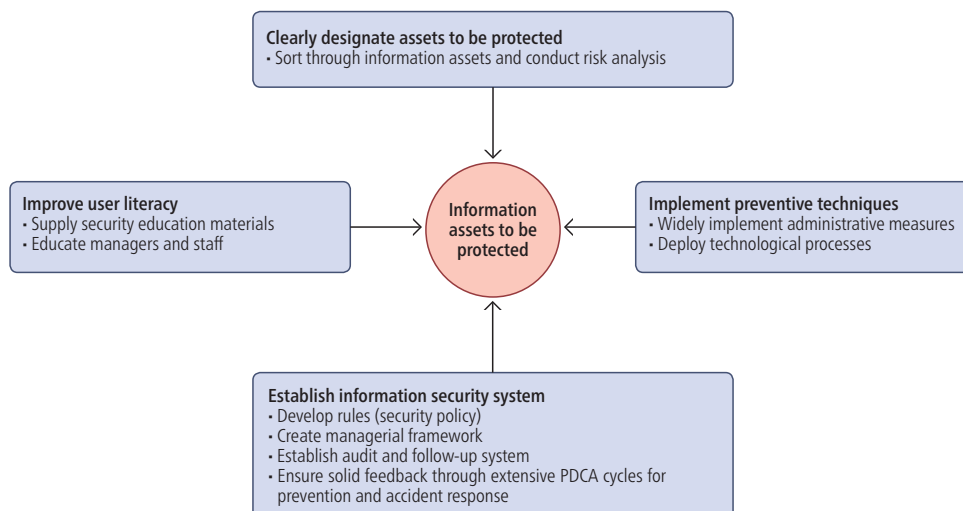 Clearly designate assets to be protected
• Sort through information assets and conduct risk analysis
Improve user literacy
• Supply security education materials
• Educate managers and staff
Information
assets to be
protected
Implement preventive techniques
• Widely implement administrative measures
• Deploy technological processes
Establish information security system
• Develop rules (security policy)
• Create managerial framework
• Establish audit and follow-up system
• Ensure solid feedback through extensive PDCA cycles for
prevention and accident response